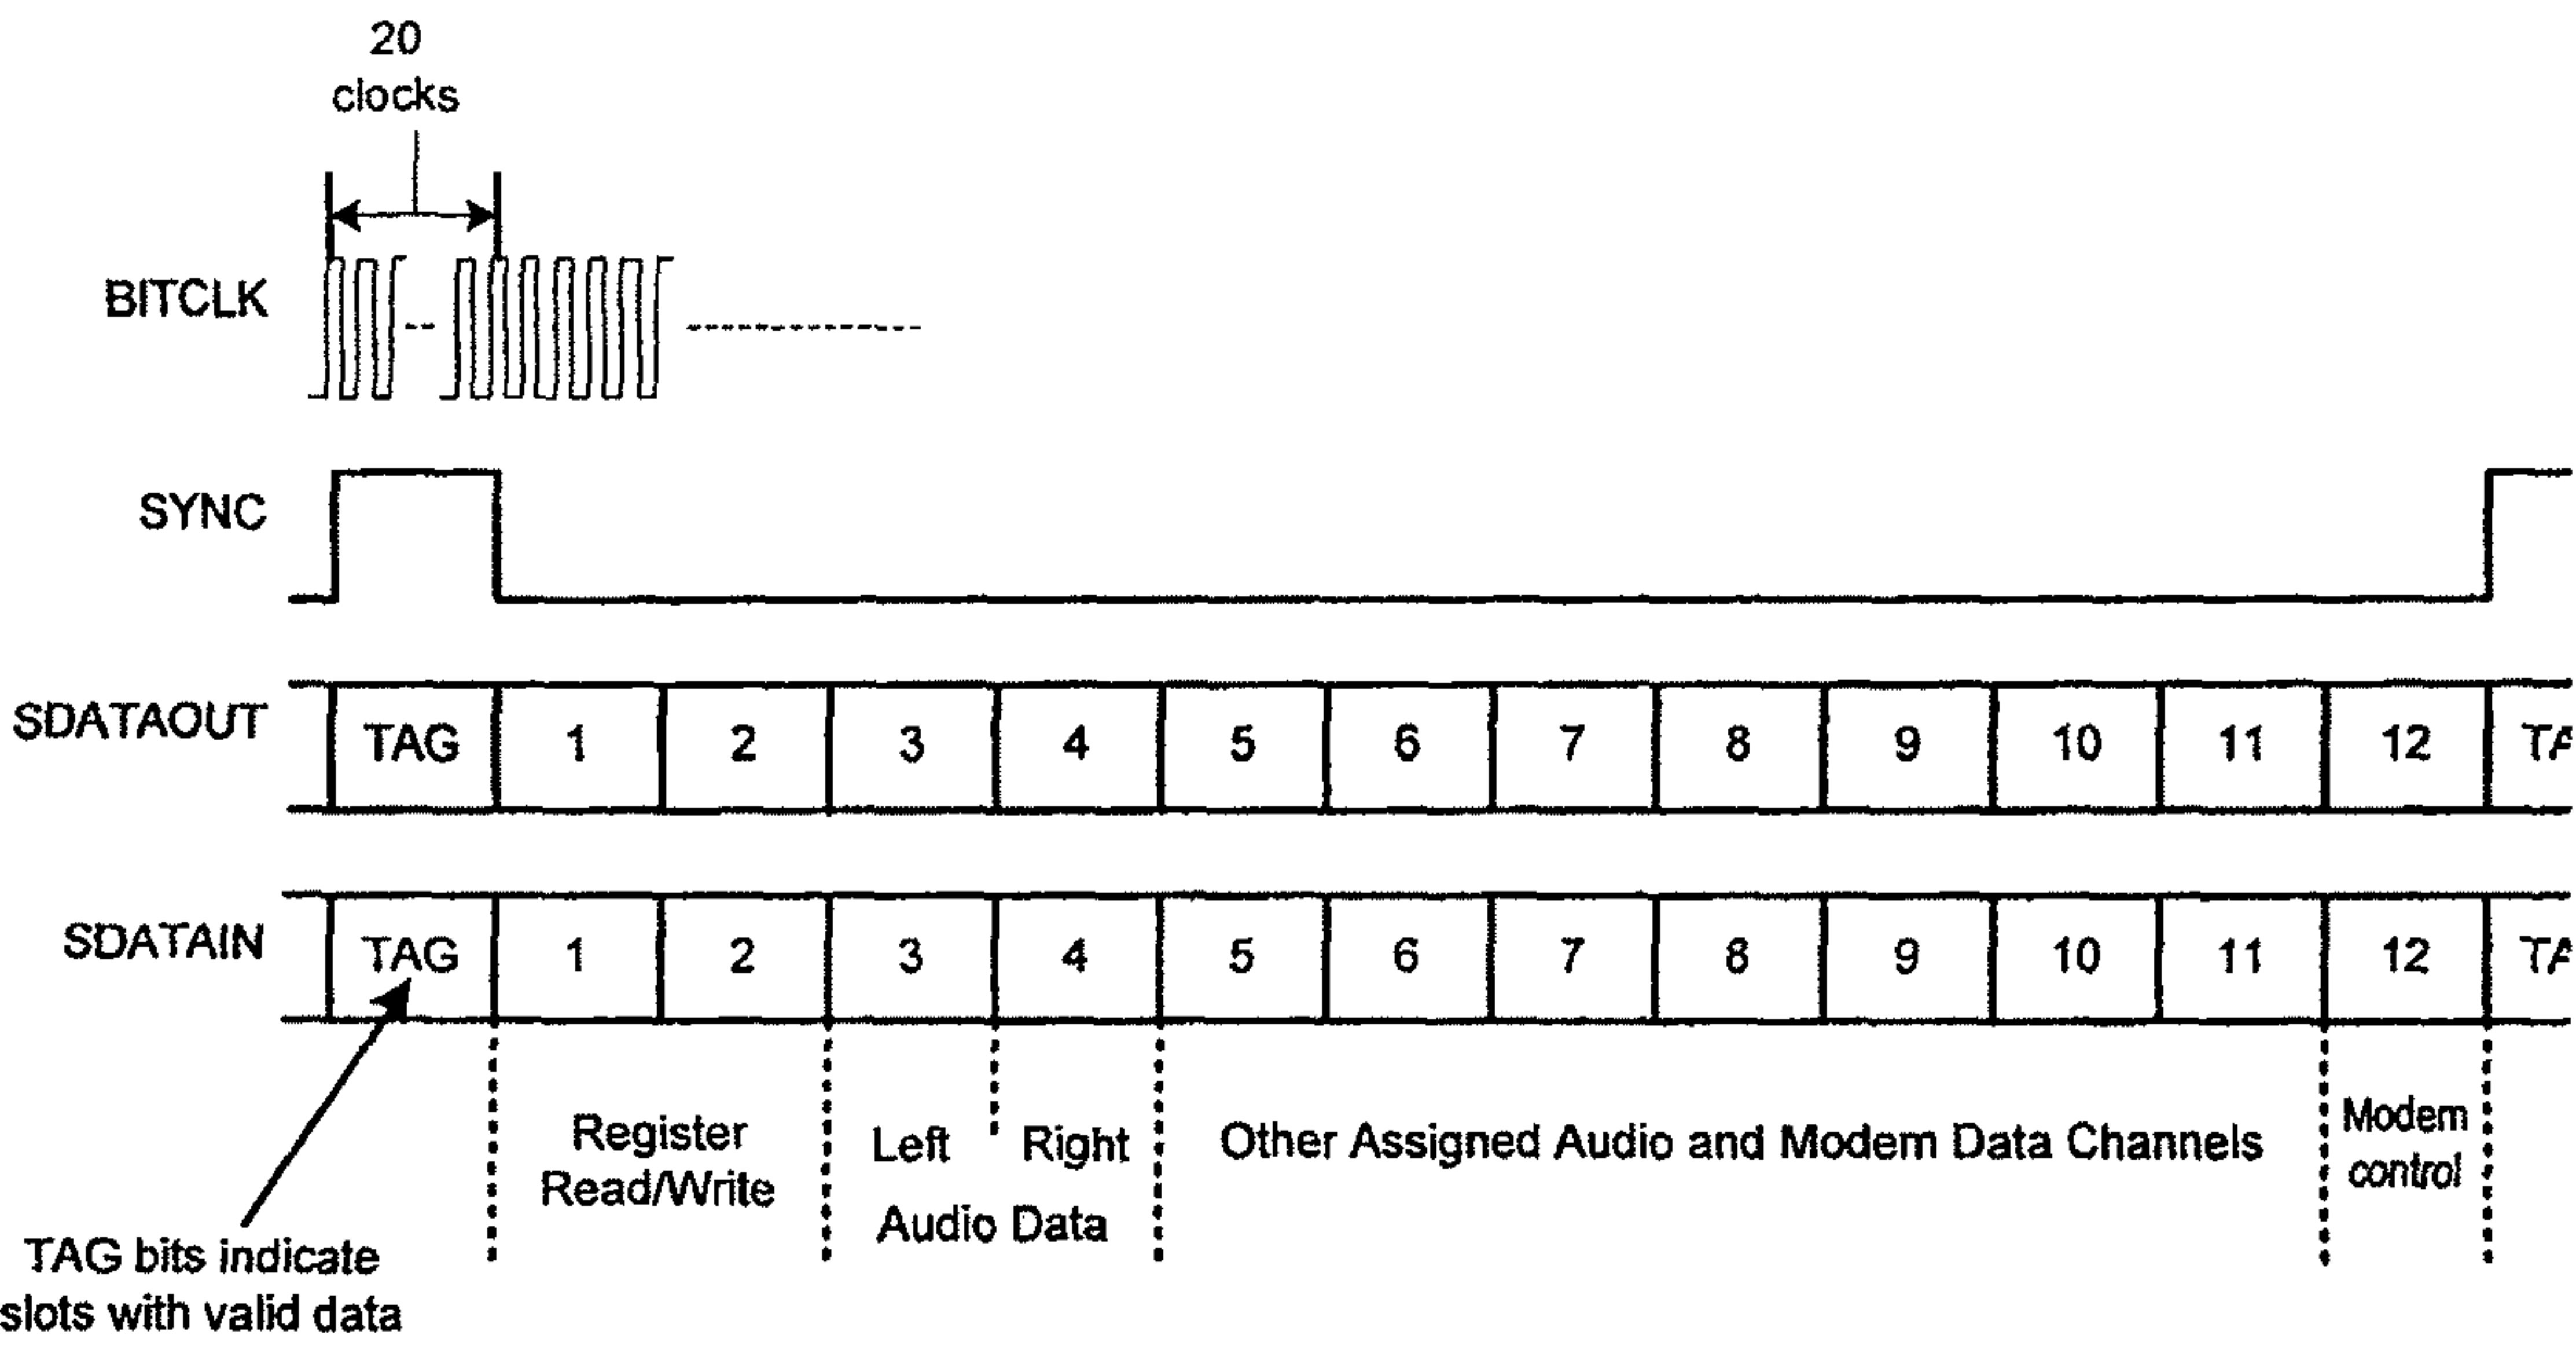 20
clocks
BITCLK
SYNC
SDATAOUT TAG 1 2 3 4 5 6 7 8 9 10 11 12 TA
SDATAIN TAG 1 2 3 4 5 6 7 8 9 10 11 12 TA
Register
Read/Write
Left Right
Audio Data
Other Assigned Audio and Modem Data Channels
Modem
control
TAG bits indicate
slots with valid data